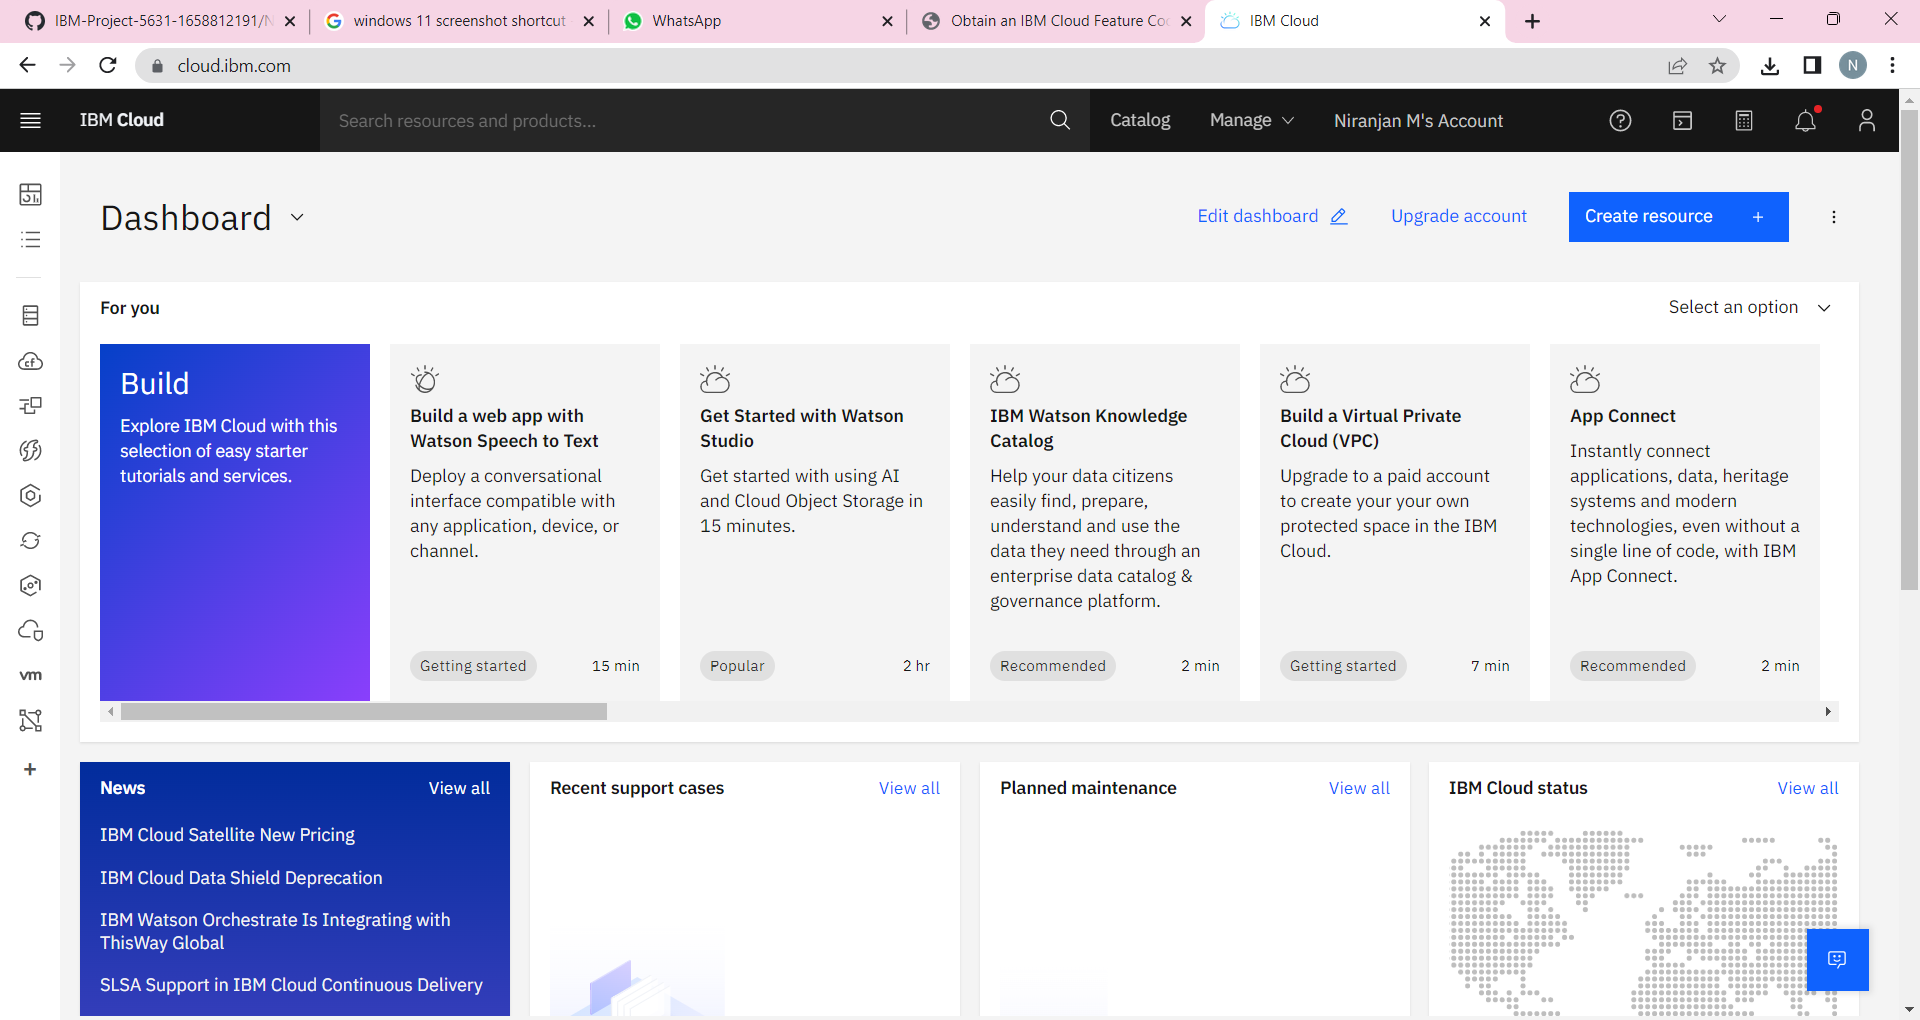 IBM-Project-5631-1658812191/N
windows 11 screenshot shortcut
WhatsApp
Obtain an IBM Cloud Feature Co
IBM Cloud
cloud.ibm.com
N
IBM Cloud
Search resources and products...
Catalog
Manage
Niranjan M's Account
Dashboard
Edit dashboard
Upgrade account
Create resource +
For you
Select an option
Build
Explore IBM Cloud with this
selection of easy starter
tutorials and services.
Build a web app with
Watson Speech to Text
Deploy a conversational
interface compatible with
any application, device, or
channel.
Getting started
15 min
Get Started with Watson
Studio
Get started with using AI
and Cloud Object Storage in
15 minutes.
Popular
2 hr
IBM Watson Knowledge
Catalog
Help your data citizens
easily find, prepare,
understand and use the
data they need through an
enterprise data catalog &
governance platform.
Recommended
2 min
Build a Virtual Private
Cloud (VPC)
Upgrade to a paid account
to create your your own
protected space in the IBM
Cloud.
Getting started
7 min
App Connect
Instantly connect
applications, data, heritage
systems and modern
technologies, even without a
single line of code, with IBM
App Connect.
Recommended
2 min
cf
vm
News
View all
IBM Cloud Satellite New Pricing
IBM Cloud Data Shield Deprecation
IBM Watson Orchestrate Is Integrating with
ThisWay Global
SLSA Support in IBM Cloud Continuous Delivery
Recent support cases
View all
Planned maintenance
View all
IBM Cloud status
View all